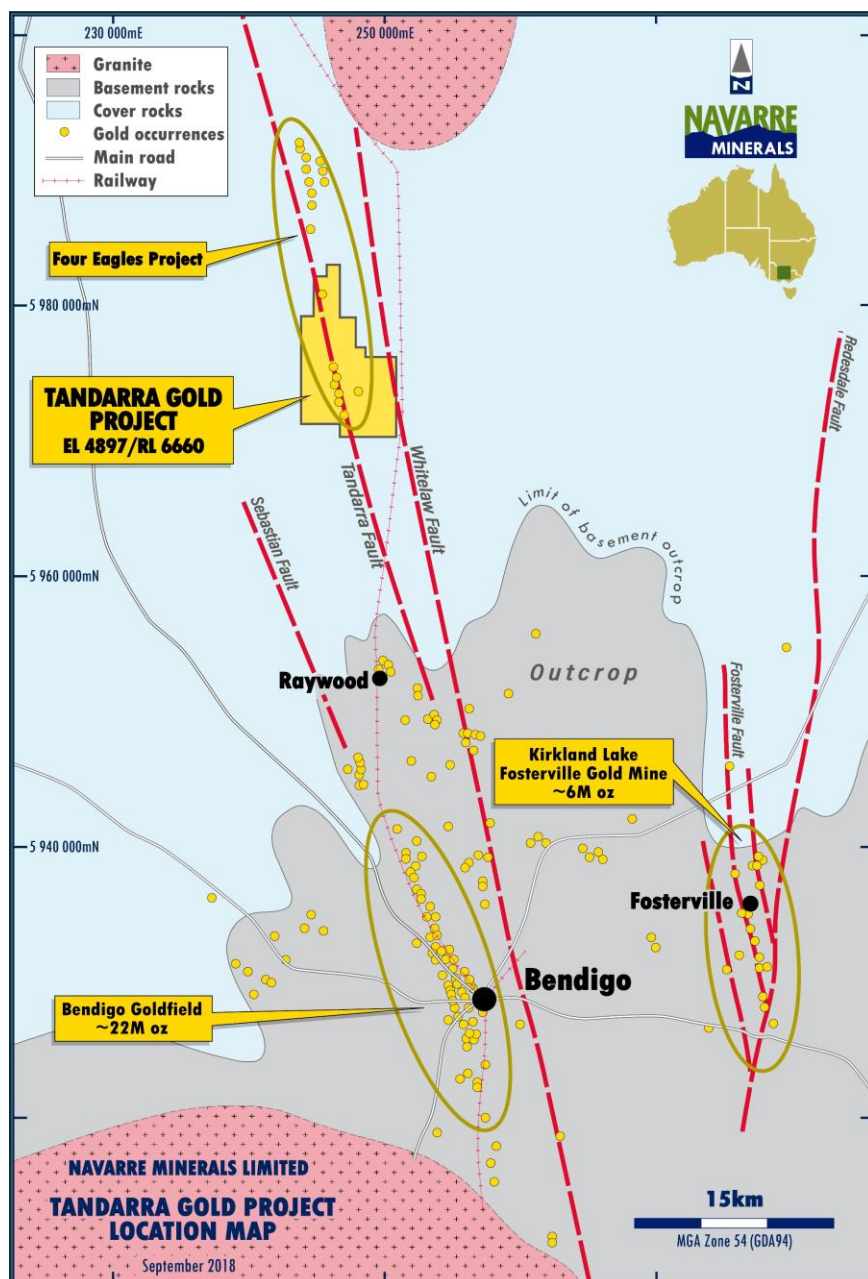 230 000mE
250 000mE
Granite
Basement rocks
Cover rocks
Gold occurrences
Main road
Railway
N
NAVARRE
MINERALS
Four Eagles Project
5 980 000mN
TANDARRA GOLD
PROJECT
EL 4897/RL 6660
Redesdale Fault
Whitelaw Fault
Tandarra Fault
Sebastian Fault
Limit of basement outcrop
5 960 000mN
Outcrop
Raywood
Fosterville Fault
Kirkland Lake
Fosterville Gold Mine
~6M oz
5 940 000mN
Fosterville
Bendigo
Bendigo Goldfield
~22M oz
NAVARRE MINERALS LIMITED
TANDARRA GOLD PROJECT
LOCATION MAP
September 2018
15km
MGA Zone 54 (GDA94)